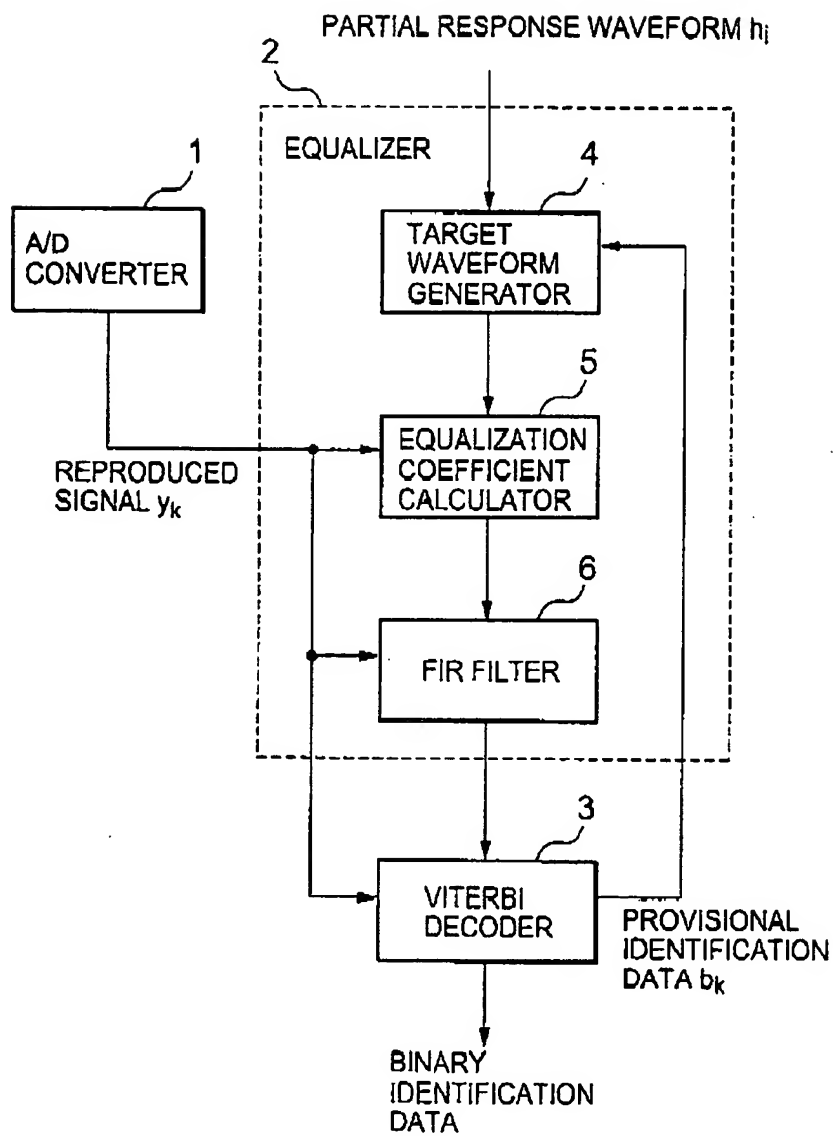 PARTIAL RESPONSE WAVEFORM hi
2
EQUALIZER
1
A/D
CONVERTER
4
TARGET
WAVEFORM
GENERATOR
5
EQUALIZATION
COEFFICIENT
CALCULATOR
REPRODUCED
SIGNAL yk
6
FIR FILTER
3
VITERBI
DECODER
PROVISIONAL
IDENTIFICATION
DATA bk
BINARY
IDENTIFICATION
DATA